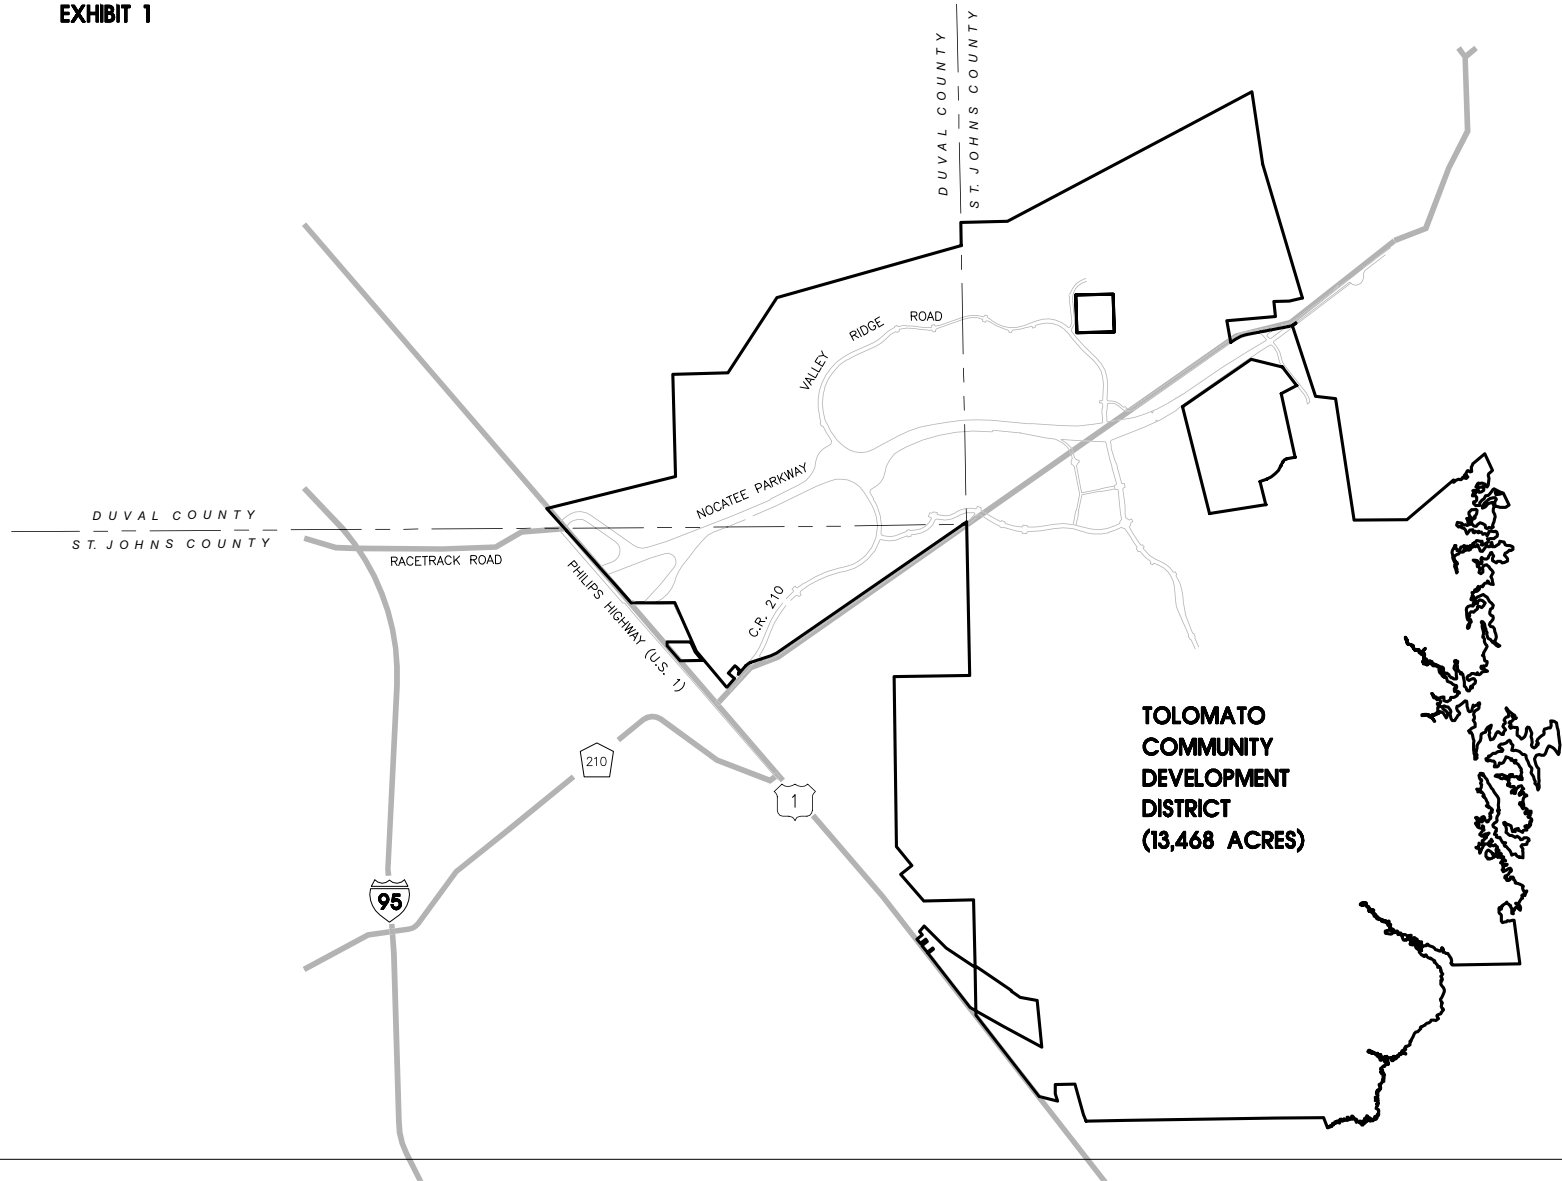 EXHIBIT 1
DUVAL COUNTY
ST. JOHNS COUNTY
VALLEY RIDGE ROAD
NOCATEE PARKWAY
DUVAL COUNTY
ST. JOHNS COUNTY
RACETRACK ROAD
PHILIPS HIGHWAY (U.S. 1)
C.R. 210
TOLOMATO
COMMUNITY
DEVELOPMENT
DISTRICT
(13,468 ACRES)
210
1
95